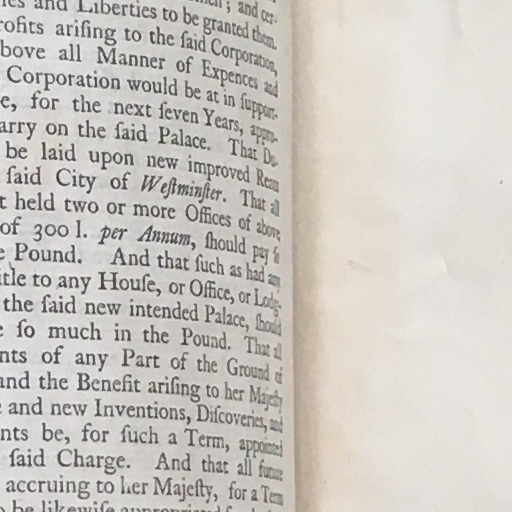 and Liberties to be granted them,
rofits ariſing to the ſaid Corporation,
bove all Manner of Expences and
Corporation would be at in ſupport-
e, for the next ſeven Years, appro-
arry on the ſaid Palace. That Du-
be laid upon new improved Rents
ſaid City of Weſtminſter. That all
t held two or more Offices of above
of 300 l. per Annum, ſhould pay ſo
e Pound. And that ſuch as had any
itle to any Houſe, or Office, or Lodg-
the ſaid new intended Palace, ſhould
e ſo much in the Pound. That all
nts of any Part of the Ground of
and the Benefit ariſing to her Majeſty
and new Inventions, Diſcoveries, and
nts be, for ſuch a Term, appointed
ſaid Charge. And that all future
accruing to her Majeſty, for a Term
be likewiſe